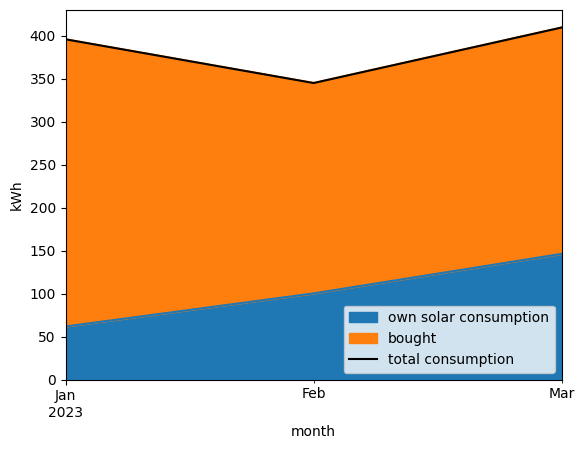 400
350
300
250
200
150
100
50
0
kWh
own solar consumption
bought
total consumption
Jan
2023
Feb
Mar
month